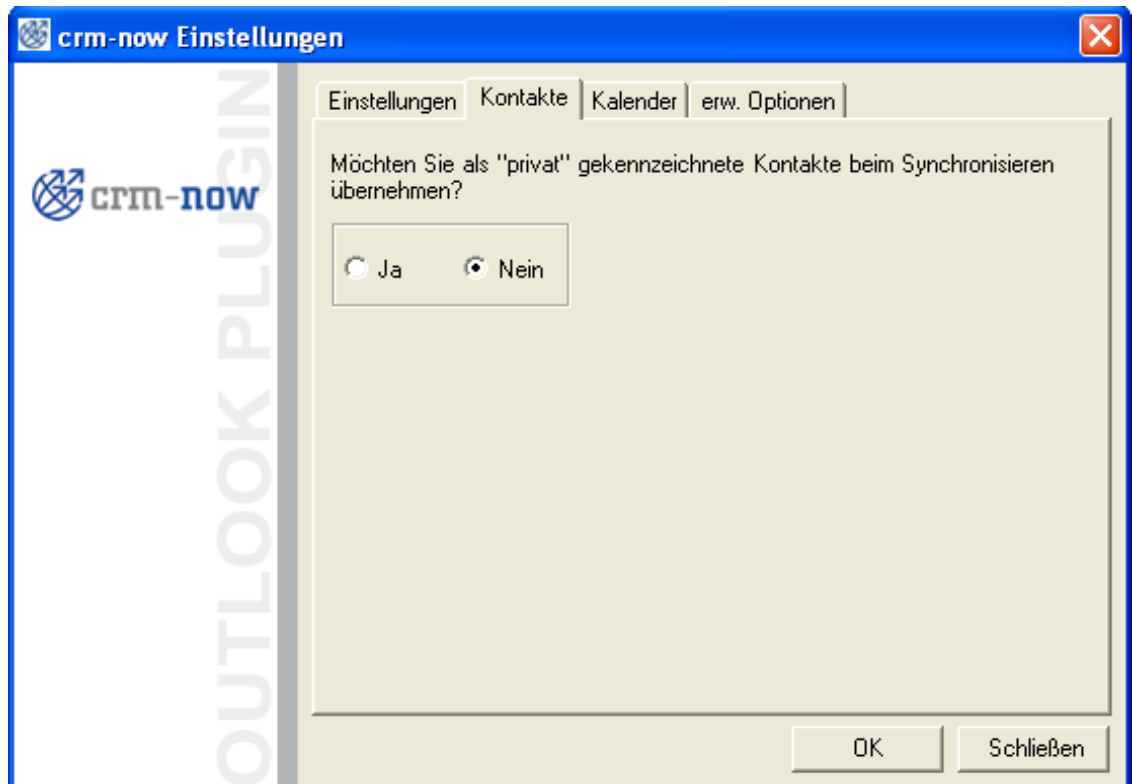 crm-now Einstellungen
OUTLOOK PLUGIN
crm-now
Einstellungen
Kontakte
Kalender
erw. Optionen
Möchten Sie als "privat" gekennzeichnete Kontakte beim Synchronisieren
übernehmen?
Ja
Nein
OK
Schließen